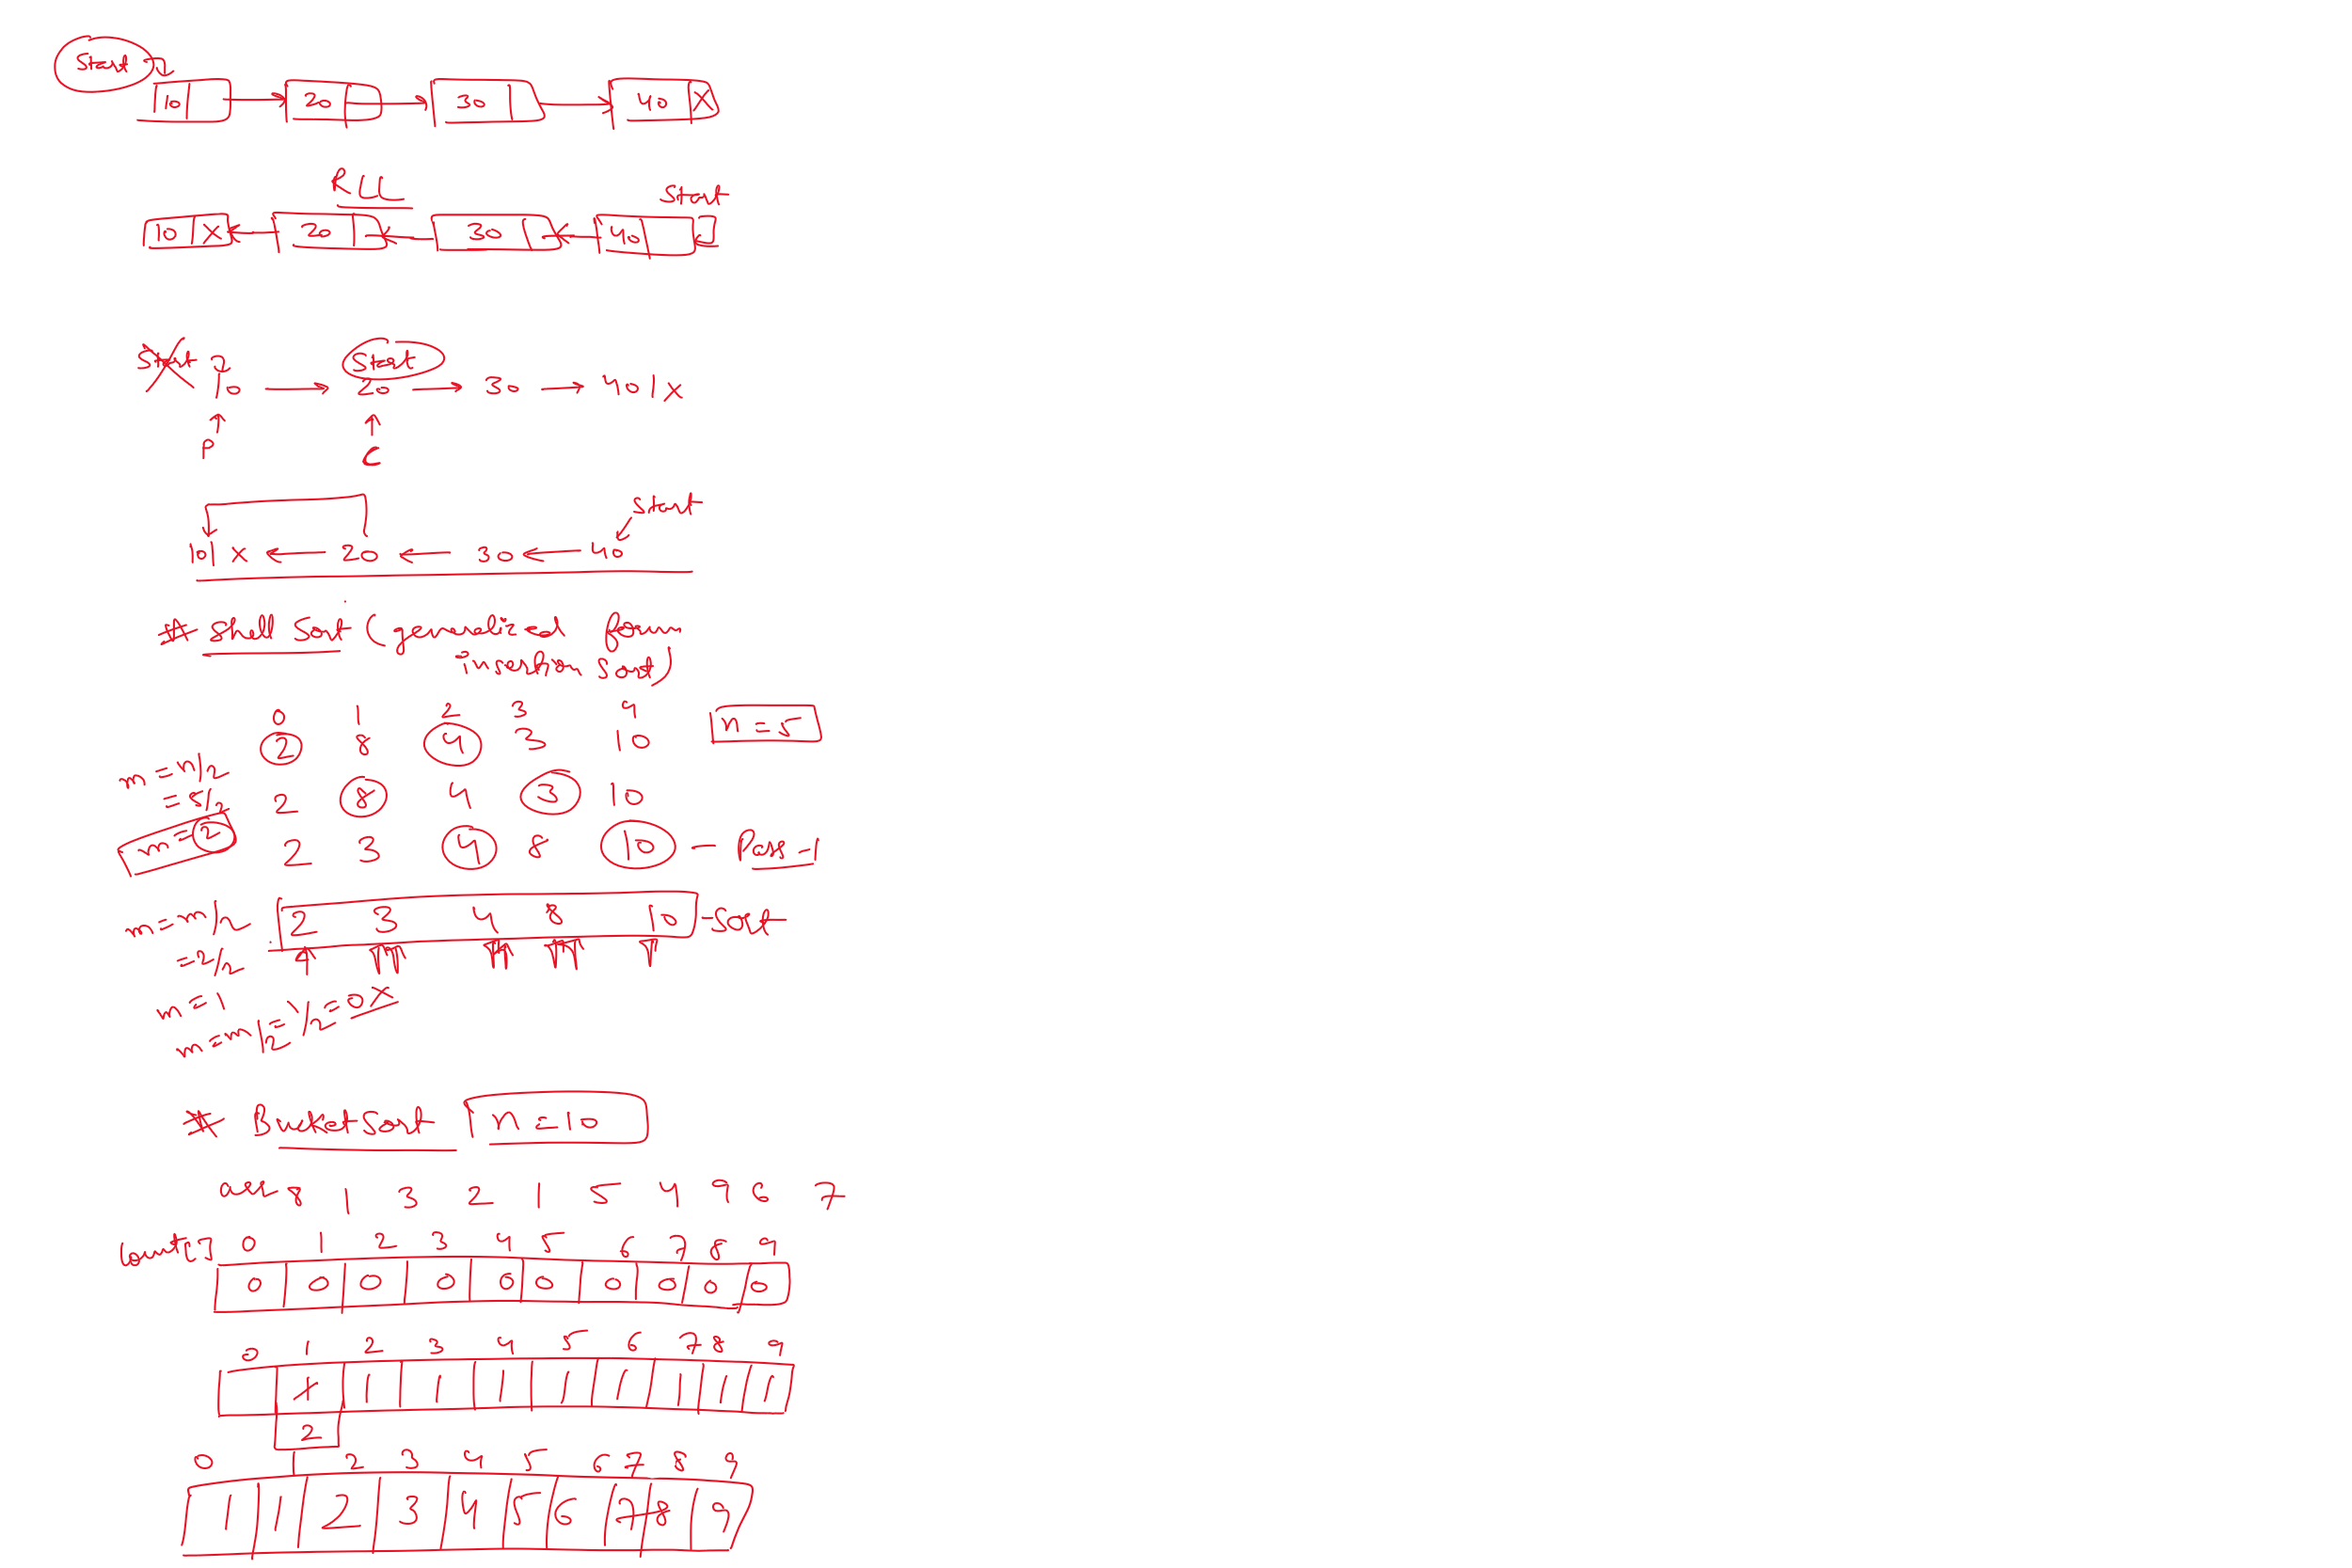 Start
10 20 30 40 X
RLL
Start
10 X 20 30 40
Start Start
10 20 30 40 X
P C
Start
10 X 20 30 40
* Shell Sort (generalized form
insertion sort)
0 1 2 3 4
2 8 4 3 10
n = 5
m = n/2
= 5/2
2 8 4 3 10
m = 2
2 3 4 8 10 - Pass-1
m = m/2
2 3 4 8 10 - Sort
= 2/2
m = 1
m = m/2 = 1/2 = 0 X
* BucketSort n = 10
arr 8 1 3 2 1 5 4 9 6 7
Count[] 0 1 2 3 4 5 6 7 8 9
0 0 0 0 0 0 0 0 0 0
0 1 2 3 4 5 6 7 8 9
1 1 1 1 1 1 1 1 1
2
0 1 2 3 4 5 6 7 8 9
1 1 2 3 4 5 6 7 8 9